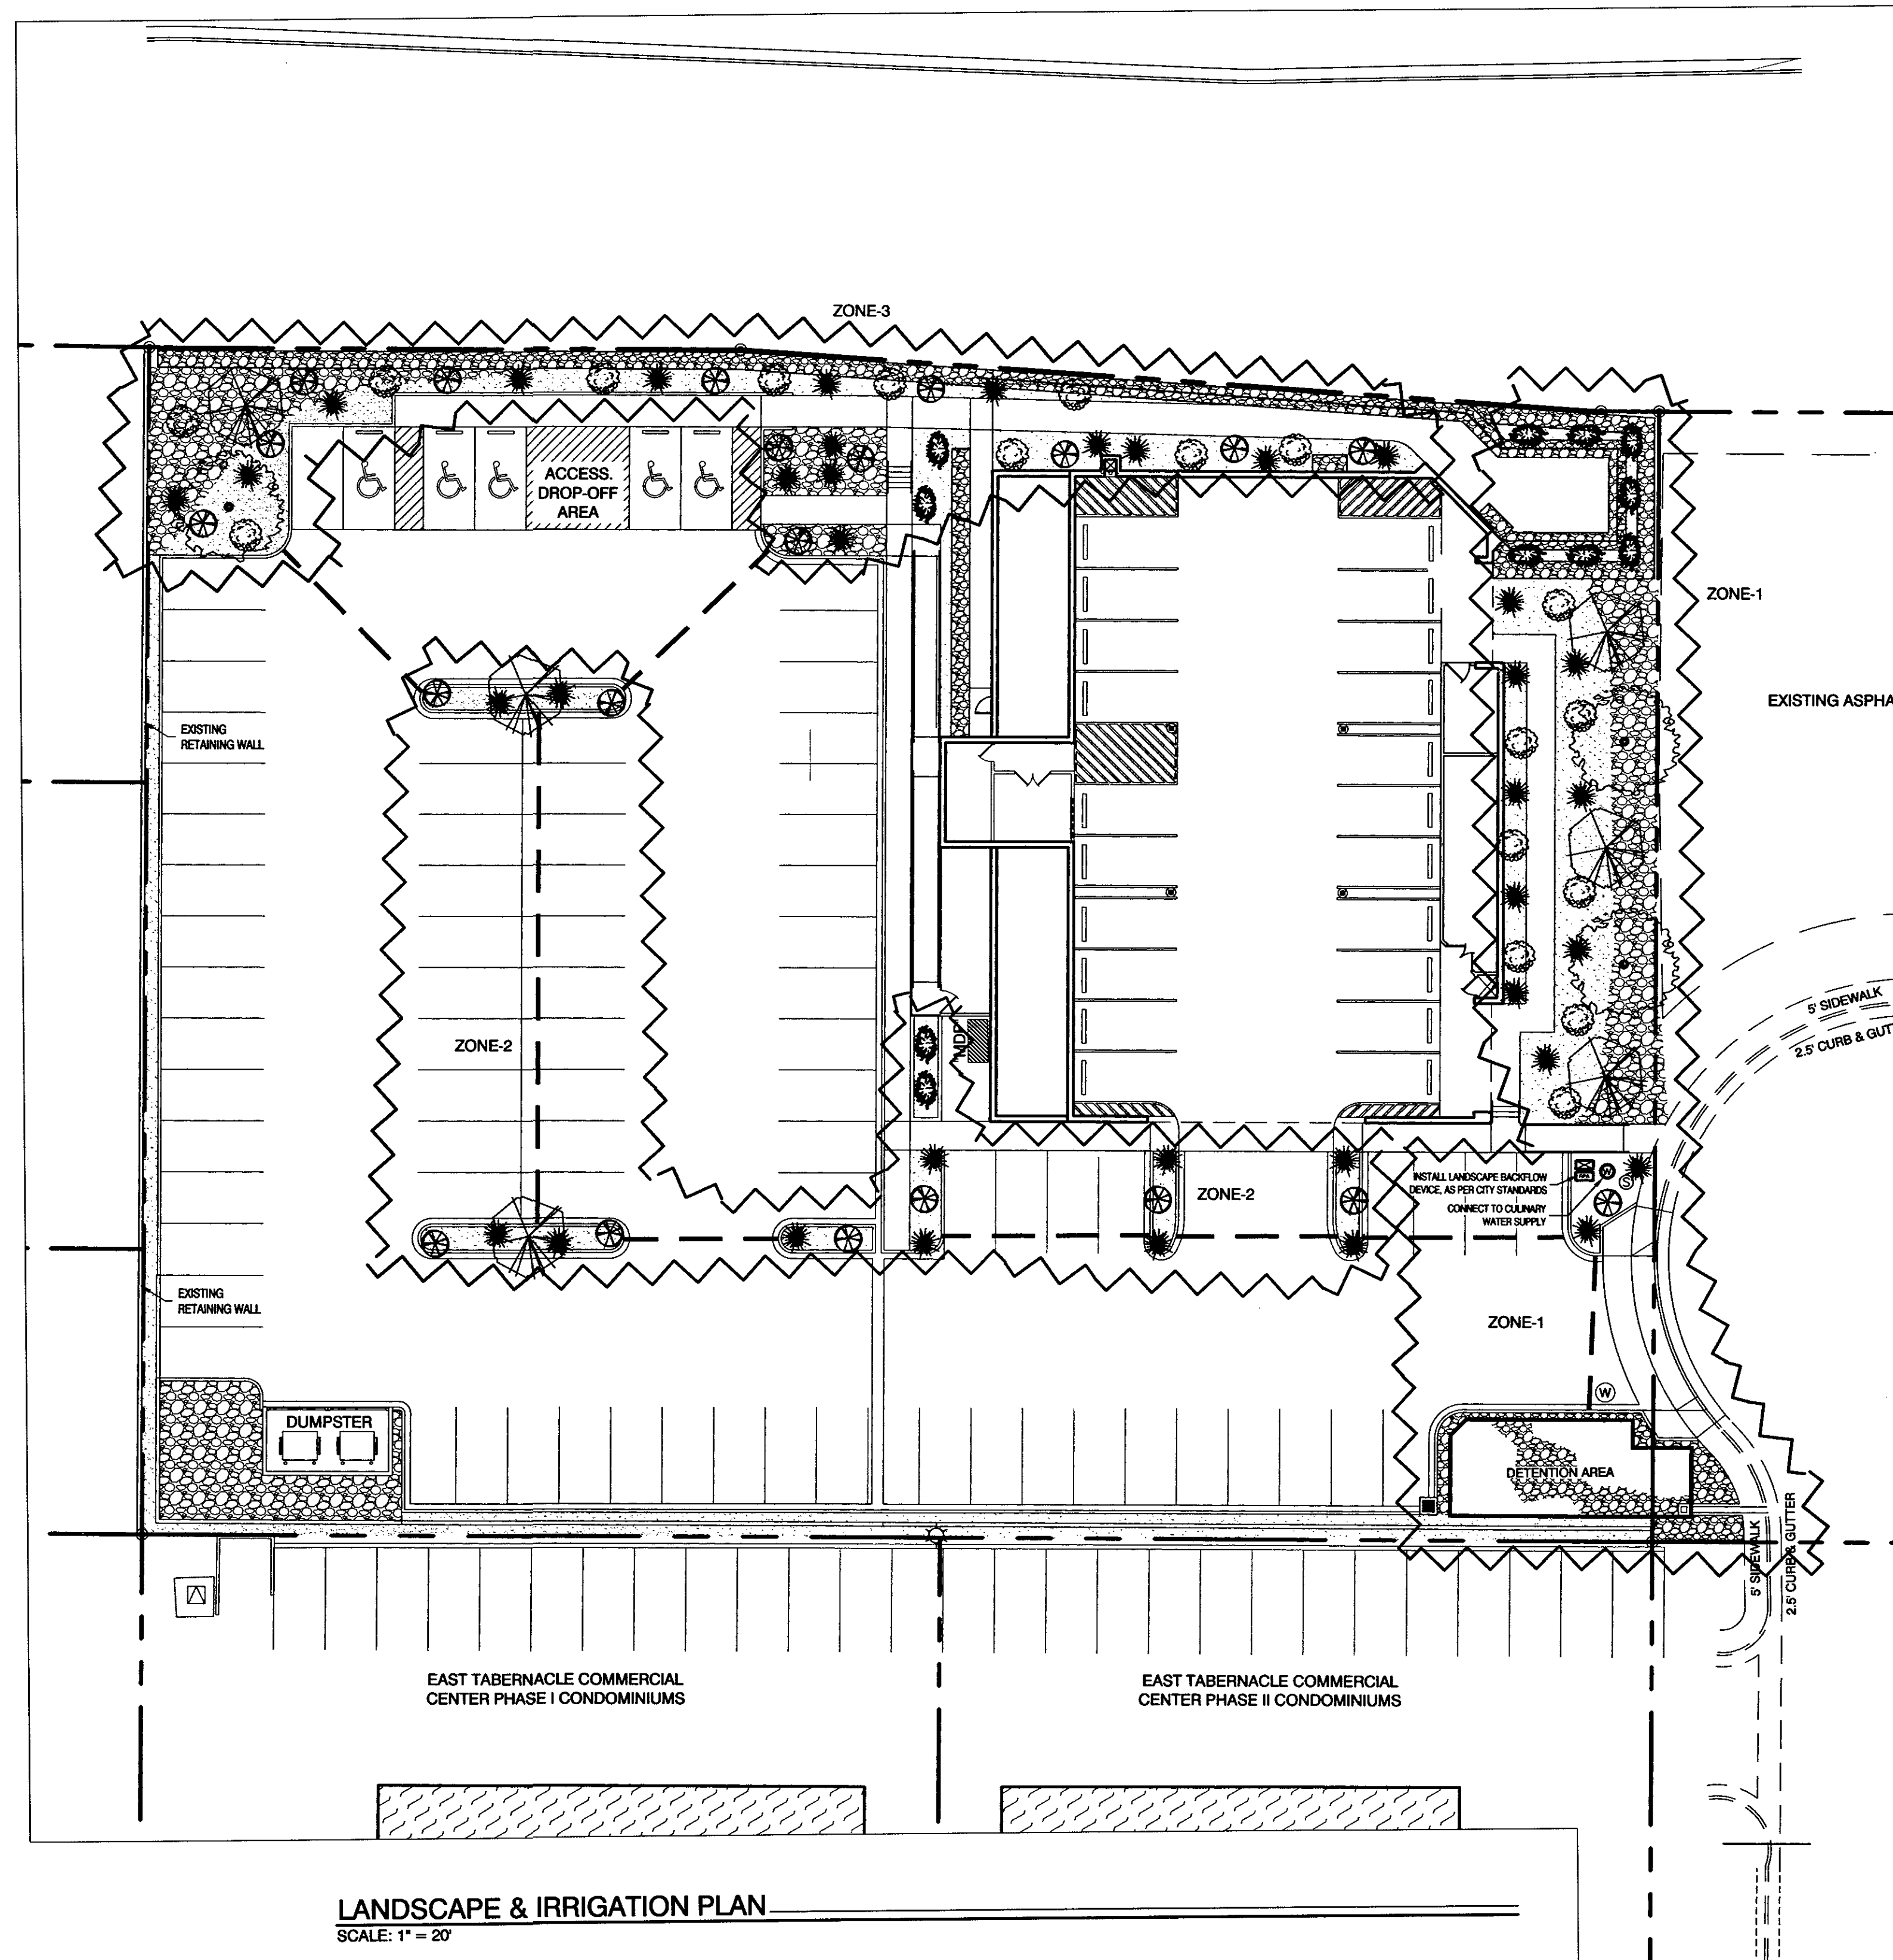 ZONE-3
ACCESS.
DROP-OFF
AREA
ZONE-1
EXISTING ASPHA
EXISTING
RETAINING WALL
5' SIDEWALK
2.5' CURB & GUT
MDP
ZONE-2
INSTALL LANDSCAPE BACKFLOW
DEVICE, AS PER CITY STANDARDS
CONNECT TO CULINARY
WATER SUPPLY
W
S
ZONE-2
EXISTING
RETAINING WALL
ZONE-1
W
DUMPSTER
DETENTION AREA
5' SIDEWALK
2.5' CURB & GUTTER
EAST TABERNACLE COMMERCIAL
CENTER PHASE I CONDOMINIUMS
EAST TABERNACLE COMMERCIAL
CENTER PHASE II CONDOMINIUMS
LANDSCAPE & IRRIGATION PLAN
SCALE: 1" = 20'